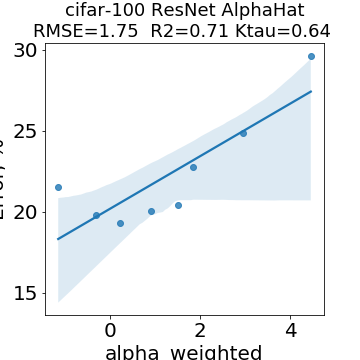 cifar-100 ResNet AlphaHat
RMSE=1.75 R2=0.71 Ktau=0.64
30
25
20
15
0 2 4
alpha_weighted